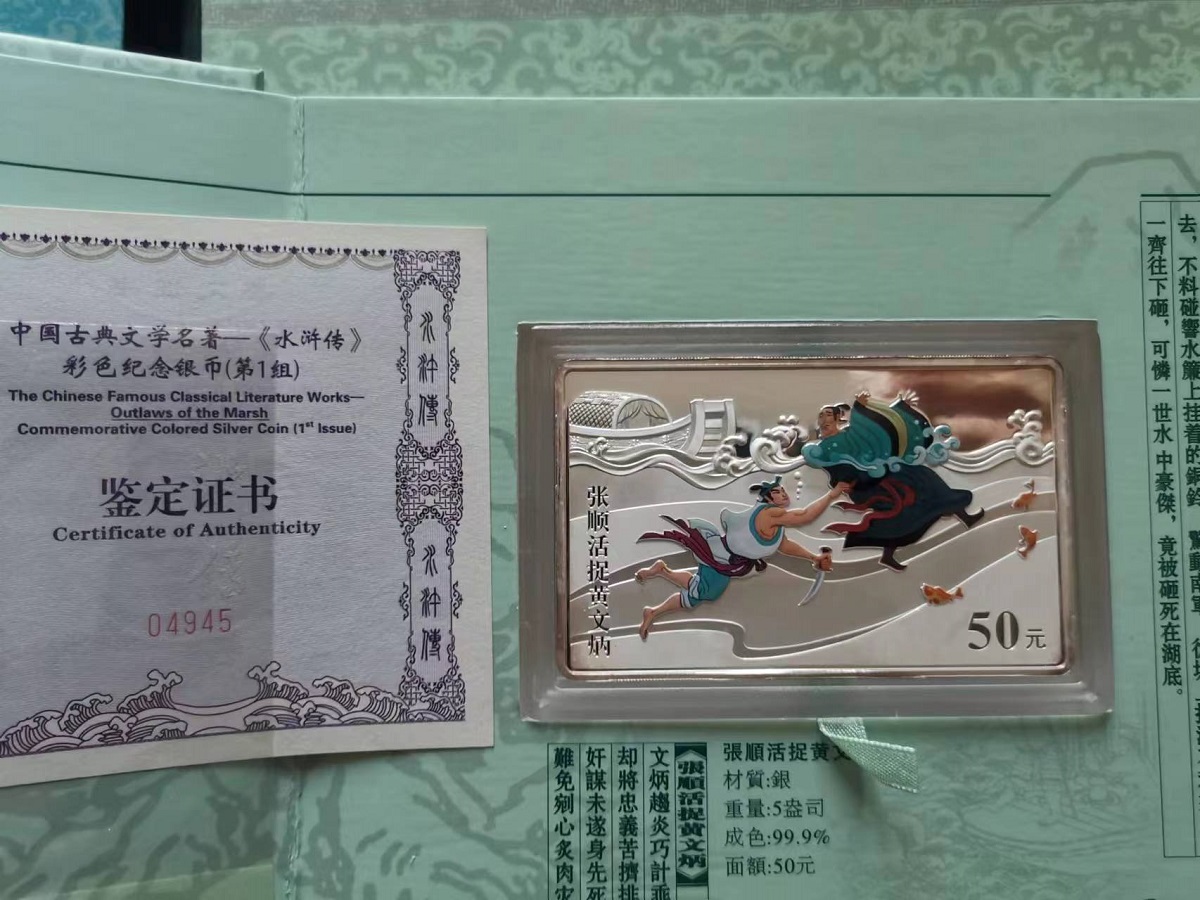 中国古典文学名著—《水浒传》
彩色纪念银币(第1组)
The Chinese Famous Classical Literature Works—
Outlaws of the Marsh
Commemorative Colored Silver Coin (1st Issue)
鉴定证书
Certificate of Authenticity
04945
水浒傳
水浒傳
张顺活捉黄文炳
50元
張順活捉黄文
材質:銀
重量:5盎司
成色:99.9%
面額:50元
《張順活捉黄文炳》
文炳趨炎巧計乖
却將忠義苦擠排
奸謀未遂身先死
難免剜心炙肉灾
去，不料碰響水簾上挂着的銅鈴
一齊往下砸，可憐一世水中豪傑，竟被砸死在湖底。